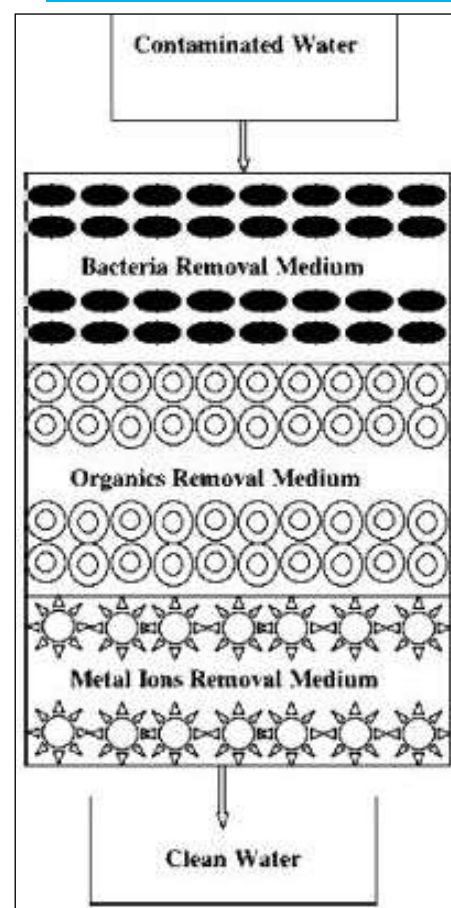 Contaminated Water
Bacteria Removal Medium
Organics Removal Medium
Metal Ions Removal Medium
Clean Water